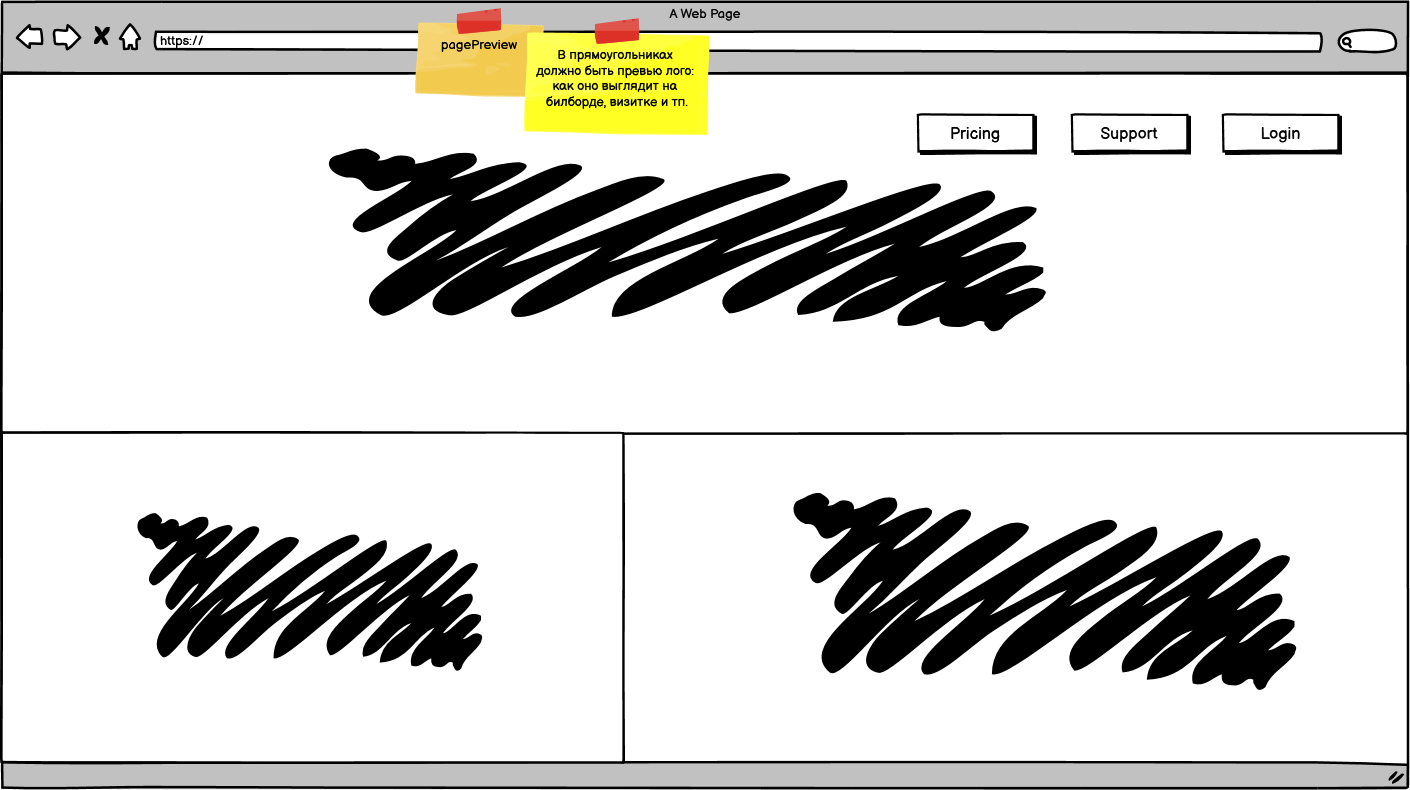 A Web Page
https://
pagePreview
В прямоугольниках
должно быть превью лого:
как оно выглядит на
билборде, визитке и тп.
Pricing
Support
Login